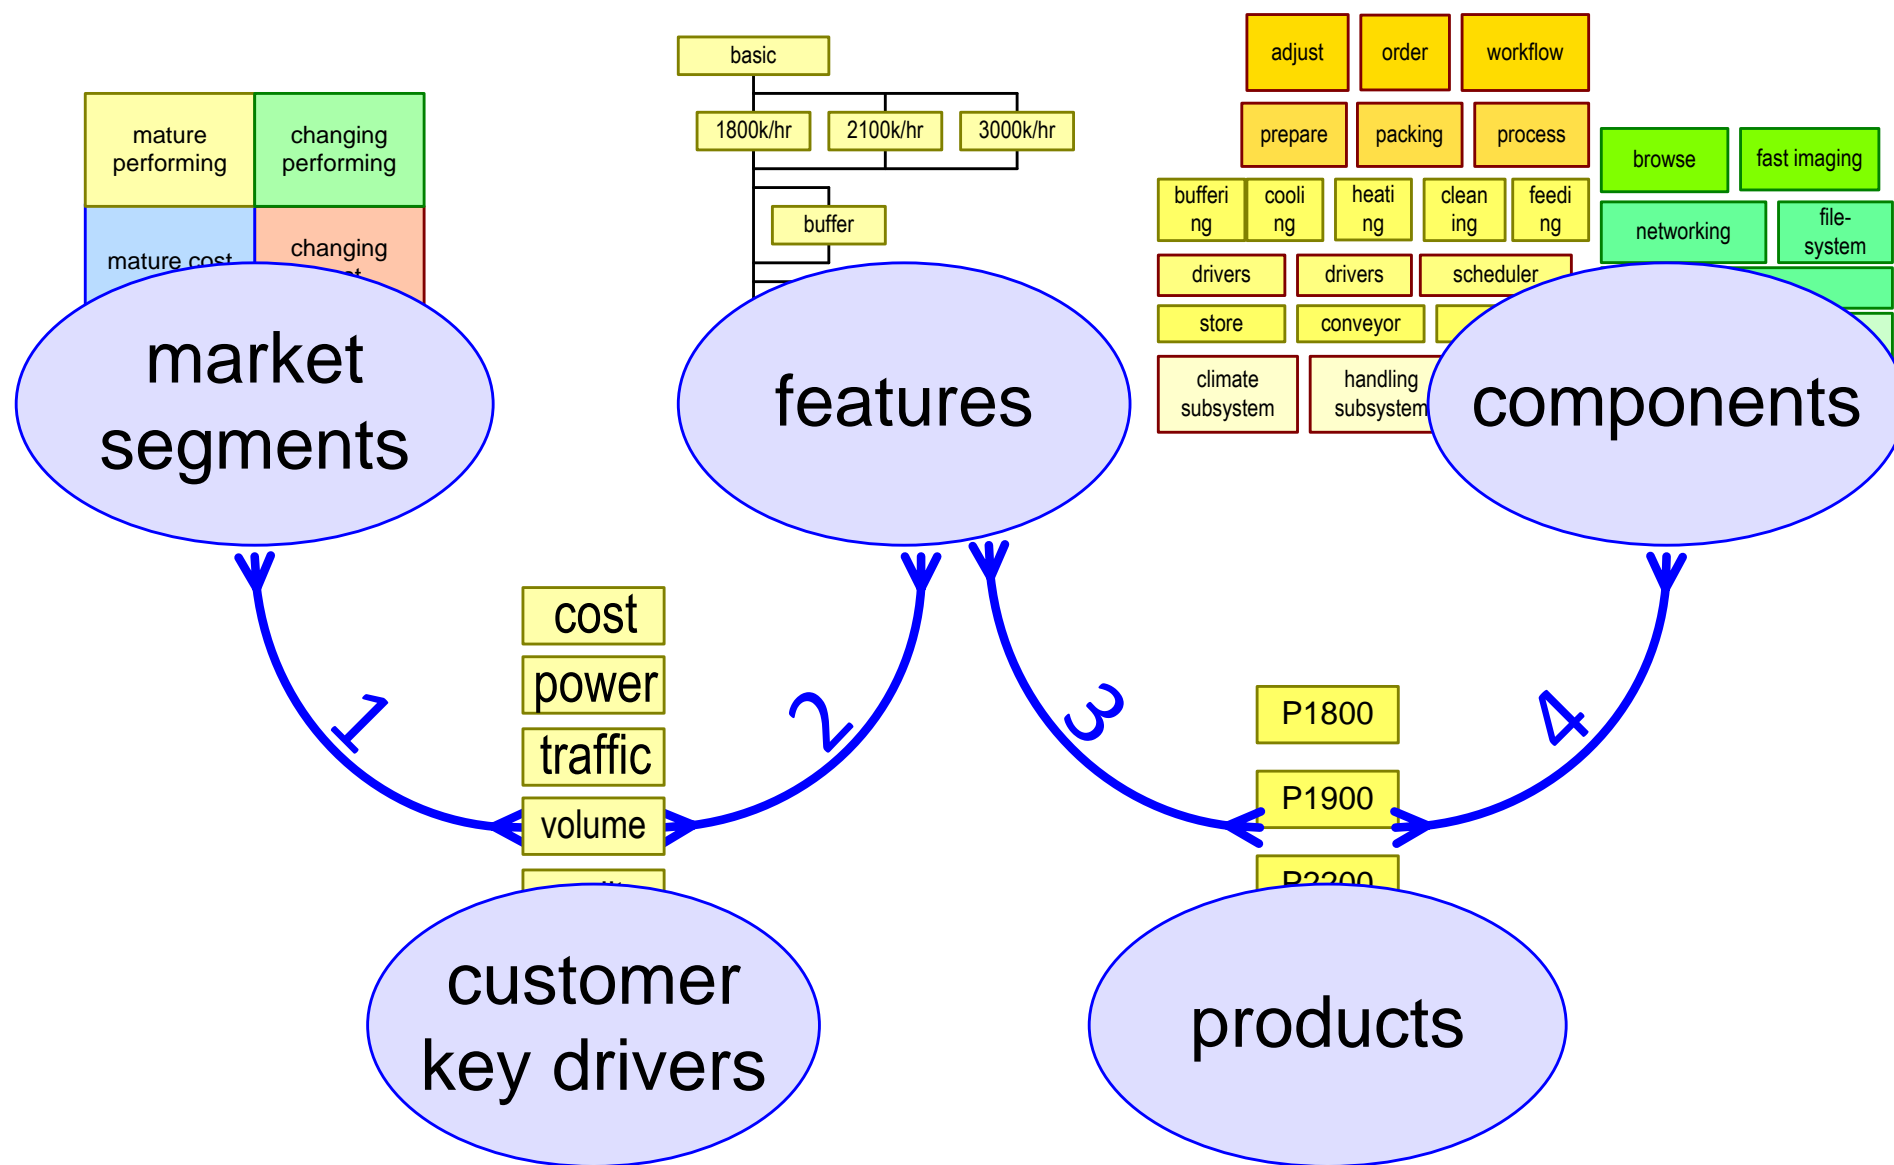 mature
performing
changing
performing
mature cost
changing
market
segments
basic
1800k/hr
2100k/hr
3000k/hr
buffer
features
adjust
order
workflow
prepare
packing
process
bufferi
ng
cooli
ng
heati
ng
clean
ing
feedi
ng
drivers
drivers
scheduler
store
conveyor
climate
subsystem
handling
subsystem
browse
fast imaging
networking
file-
system
components
1
2
3
4
cost
power
traffic
volume
customer
key drivers
P1800
P1900
P2200
products